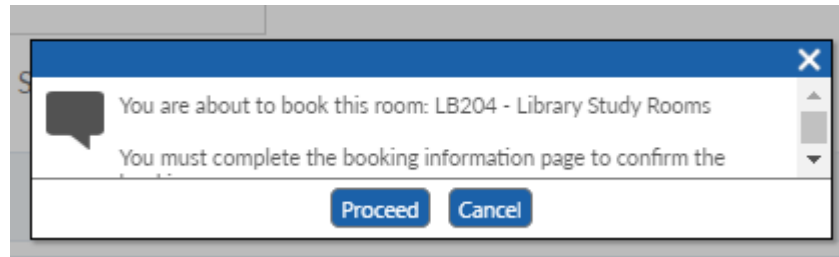 S
You are about to book this room: LB204 - Library Study Rooms
You must complete the booking information page to confirm the
Proceed Cancel